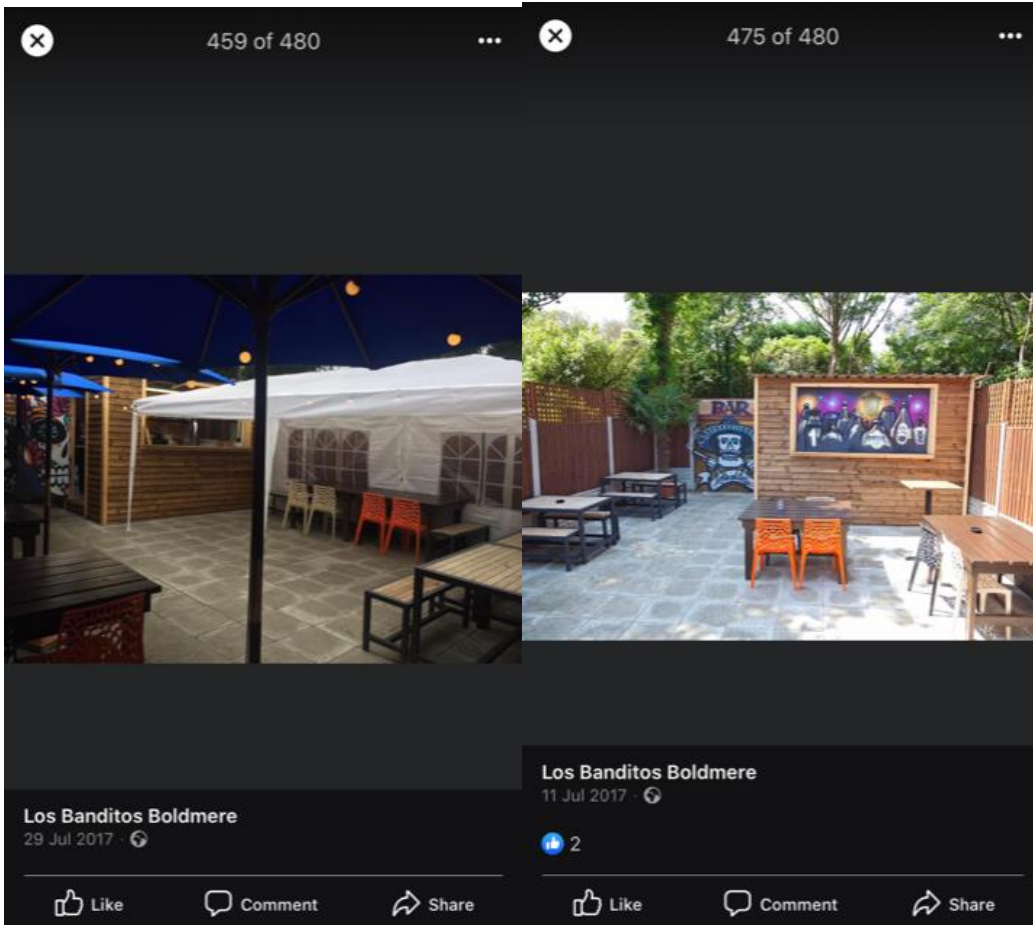 459 of 480
Los Banditos Boldmere
29 Jul 2017
Like
Comment
Share
475 of 480
BAR
Los Banditos Boldmere
11 Jul 2017
2
Like
Comment
Share